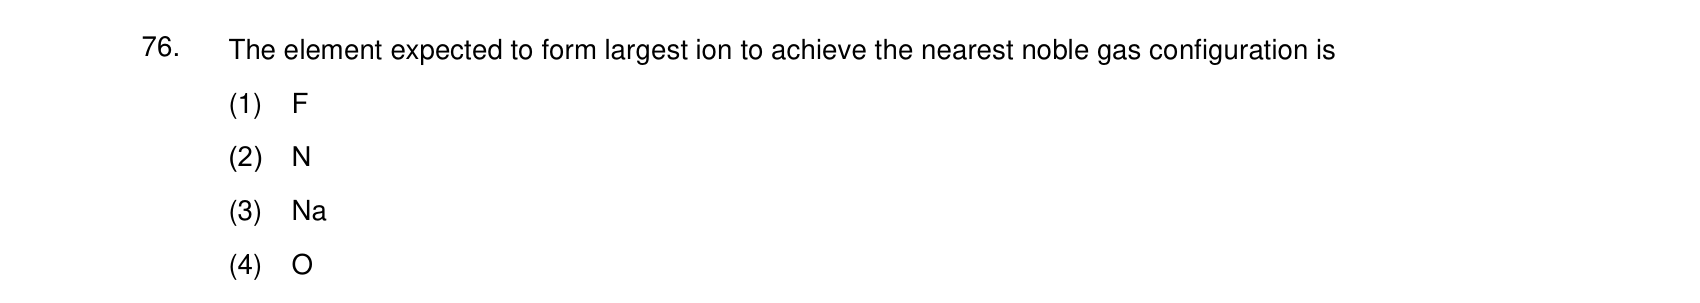 76. The element expected to form largest ion to achieve the nearest noble gas configuration is
(1) F
(2) N
(3) Na
(4) O